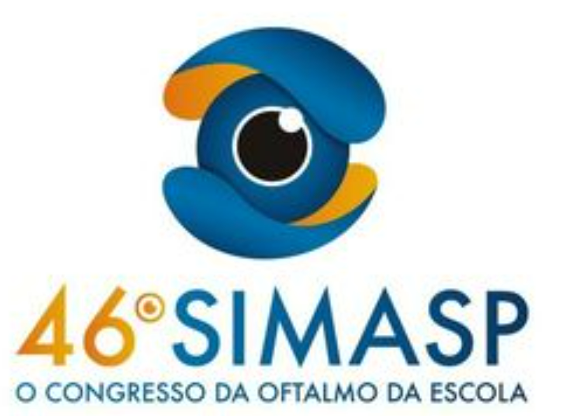 46° SIMASP
O CONGRESSO DA OFTALMO DA ESCOLA